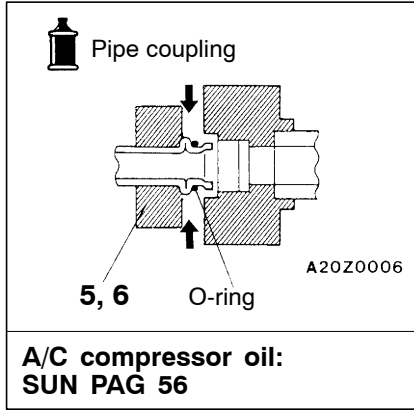 Pipe coupling
A20Z0006
5, 6
O-ring
A/C compressor oil:
SUN PAG 56